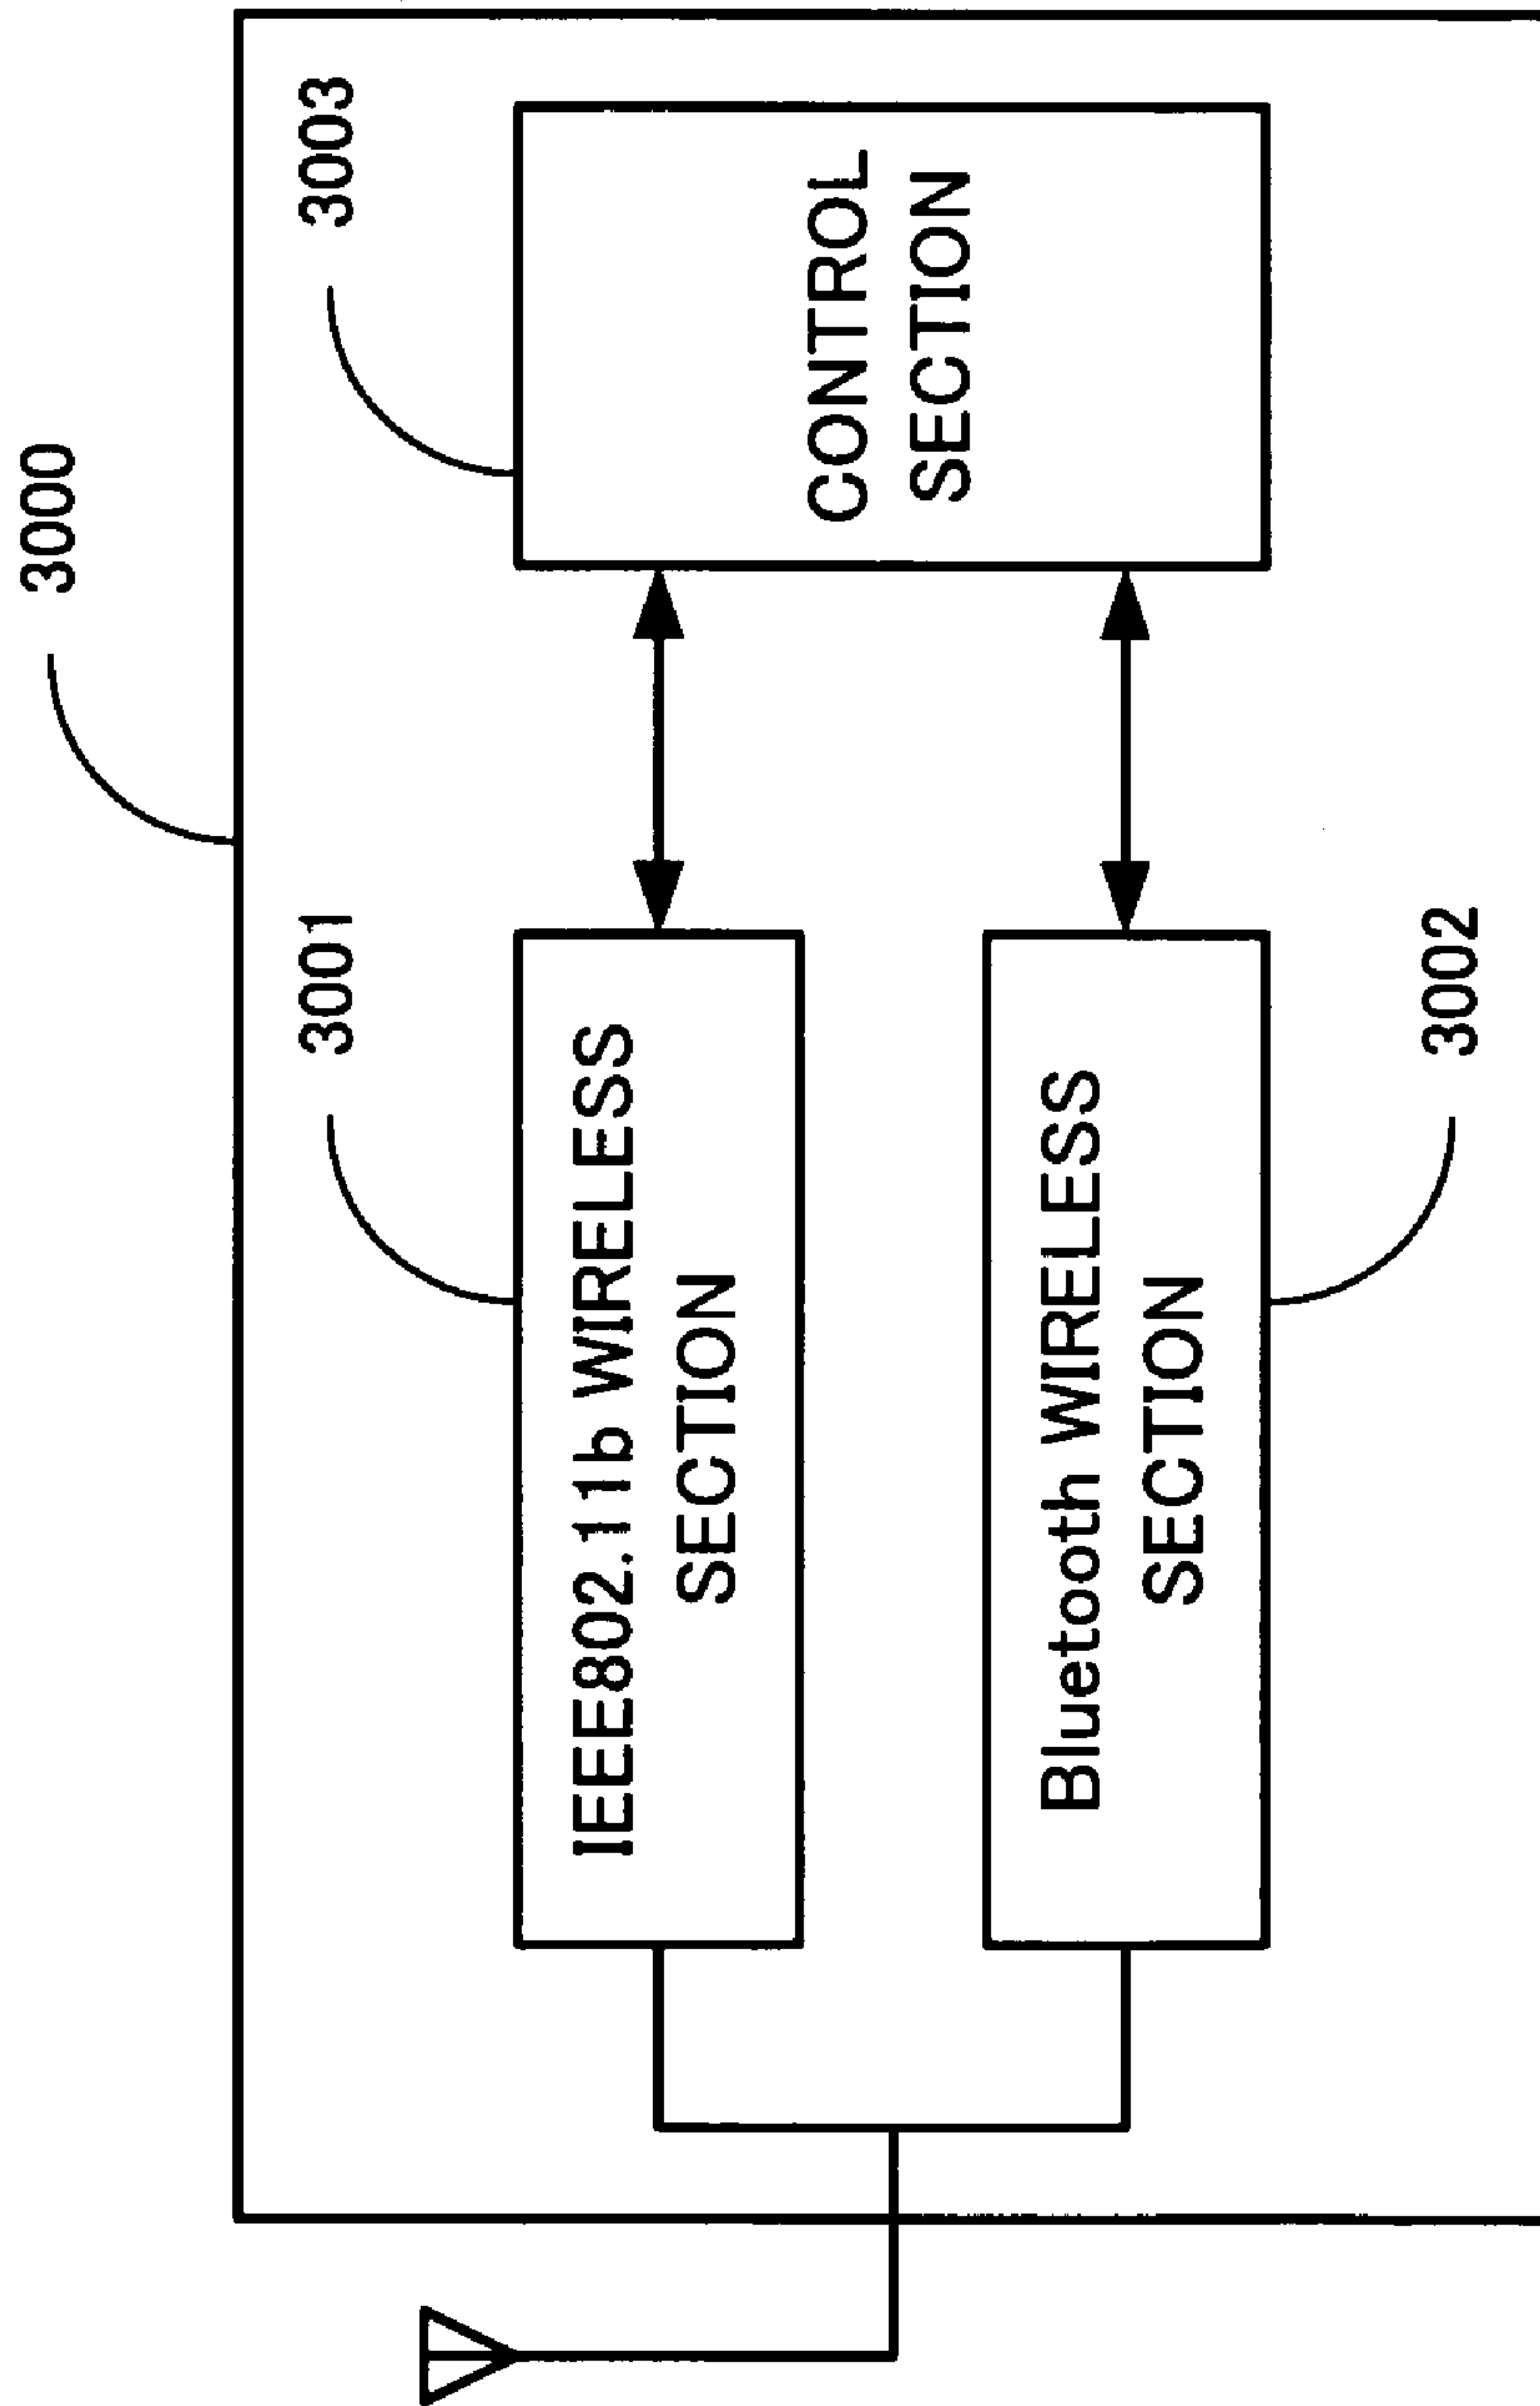 3000
3001
3003
IEEE802.11b WIRELESS
SECTION
CONTROL
SECTION
Bluetooth WIRELESS
SECTION
3002